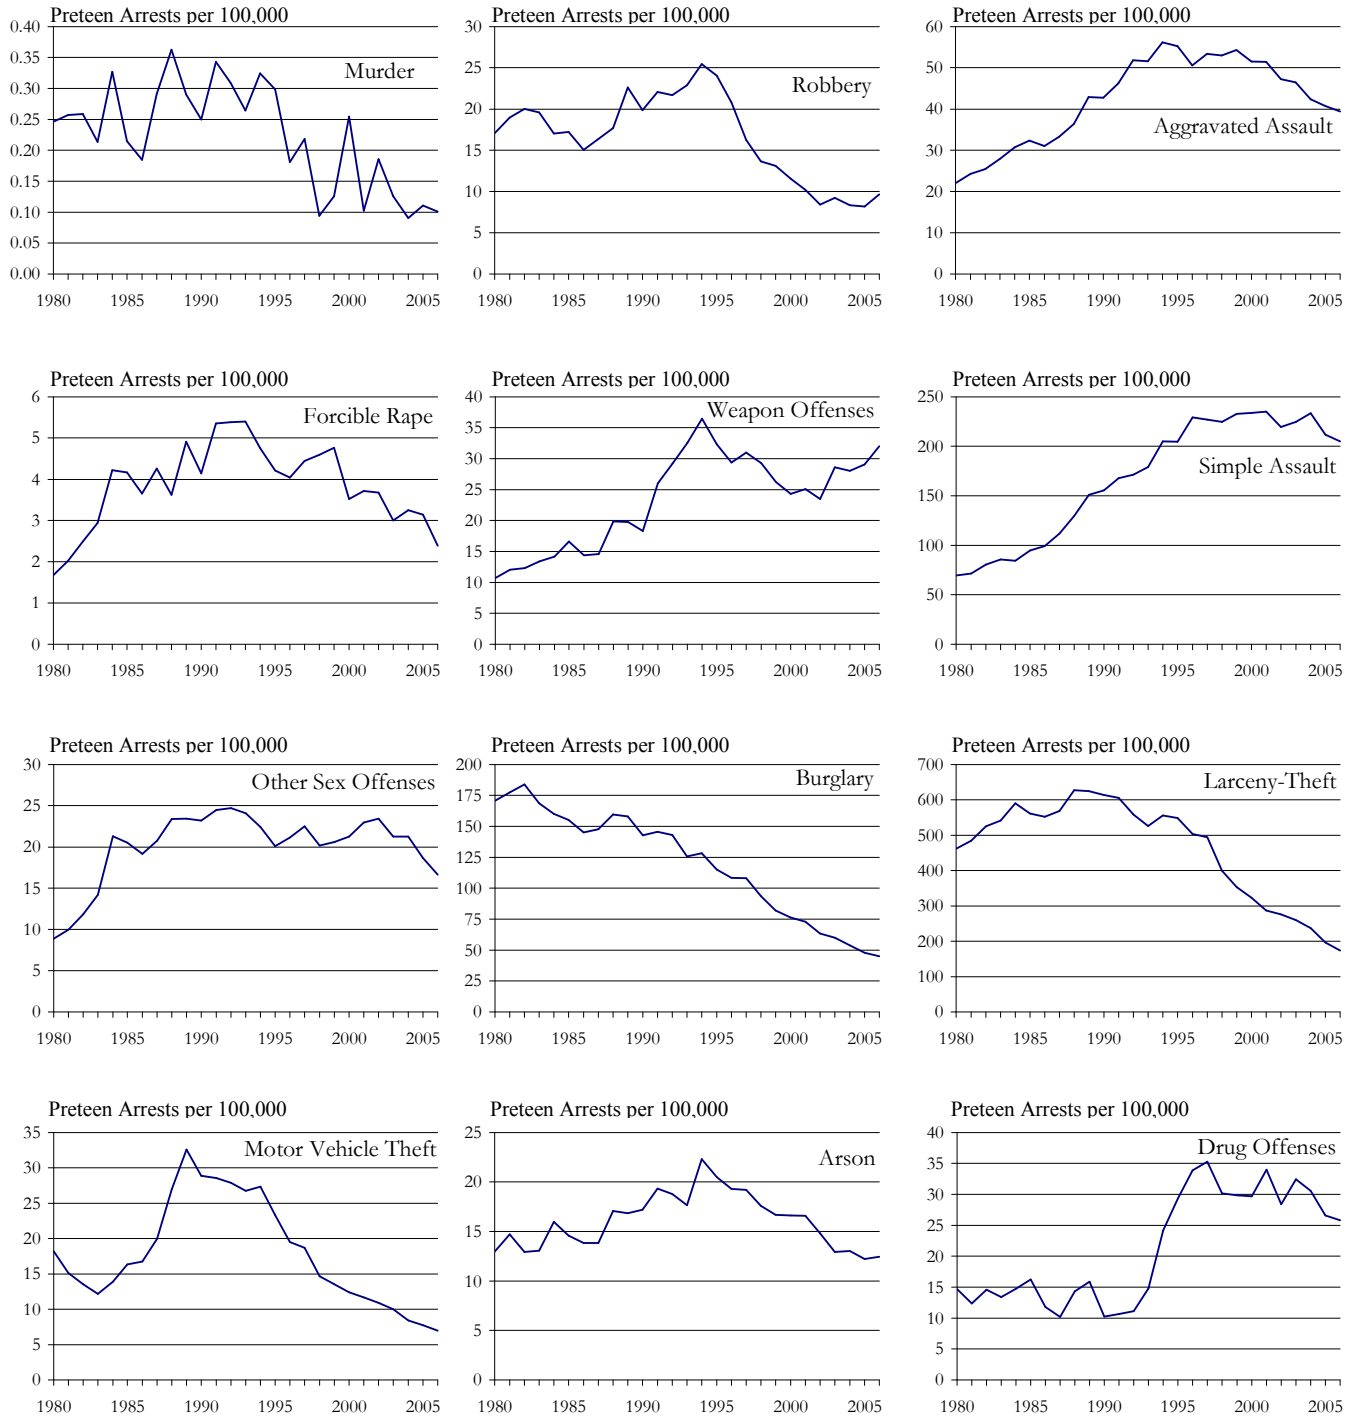 Preteen Arrests per 100,000
0.40
0.35
0.30
0.25
0.20
0.15
0.10
0.05
0.00
Murder
1980 1985 1990 1995 2000 2005
Preteen Arrests per 100,000
30
25
20
15
10
5
0
Robbery
1980 1985 1990 1995 2000 2005
Preteen Arrests per 100,000
60
50
40
30
20
10
0
Aggravated Assault
1980 1985 1990 1995 2000 2005
Preteen Arrests per 100,000
6
5
4
3
2
1
0
Forcible Rape
1980 1985 1990 1995 2000 2005
Preteen Arrests per 100,000
40
35
30
25
20
15
10
5
0
Weapon Offenses
1980 1985 1990 1995 2000 2005
Preteen Arrests per 100,000
250
200
150
100
50
0
Simple Assault
1980 1985 1990 1995 2000 2005
Preteen Arrests per 100,000
30
25
20
15
10
5
0
Other Sex Offenses
1980 1985 1990 1995 2000 2005
Preteen Arrests per 100,000
200
175
150
125
100
75
50
25
0
Burglary
1980 1985 1990 1995 2000 2005
Preteen Arrests per 100,000
700
600
500
400
300
200
100
0
Larceny-Theft
1980 1985 1990 1995 2000 2005
Preteen Arrests per 100,000
35
30
25
20
15
10
5
0
Motor Vehicle Theft
1980 1985 1990 1995 2000 2005
Preteen Arrests per 100,000
25
20
15
10
5
0
Arson
1980 1985 1990 1995 2000 2005
Preteen Arrests per 100,000
40
35
30
25
20
15
10
5
0
Drug Offenses
1980 1985 1990 1995 2000 2005